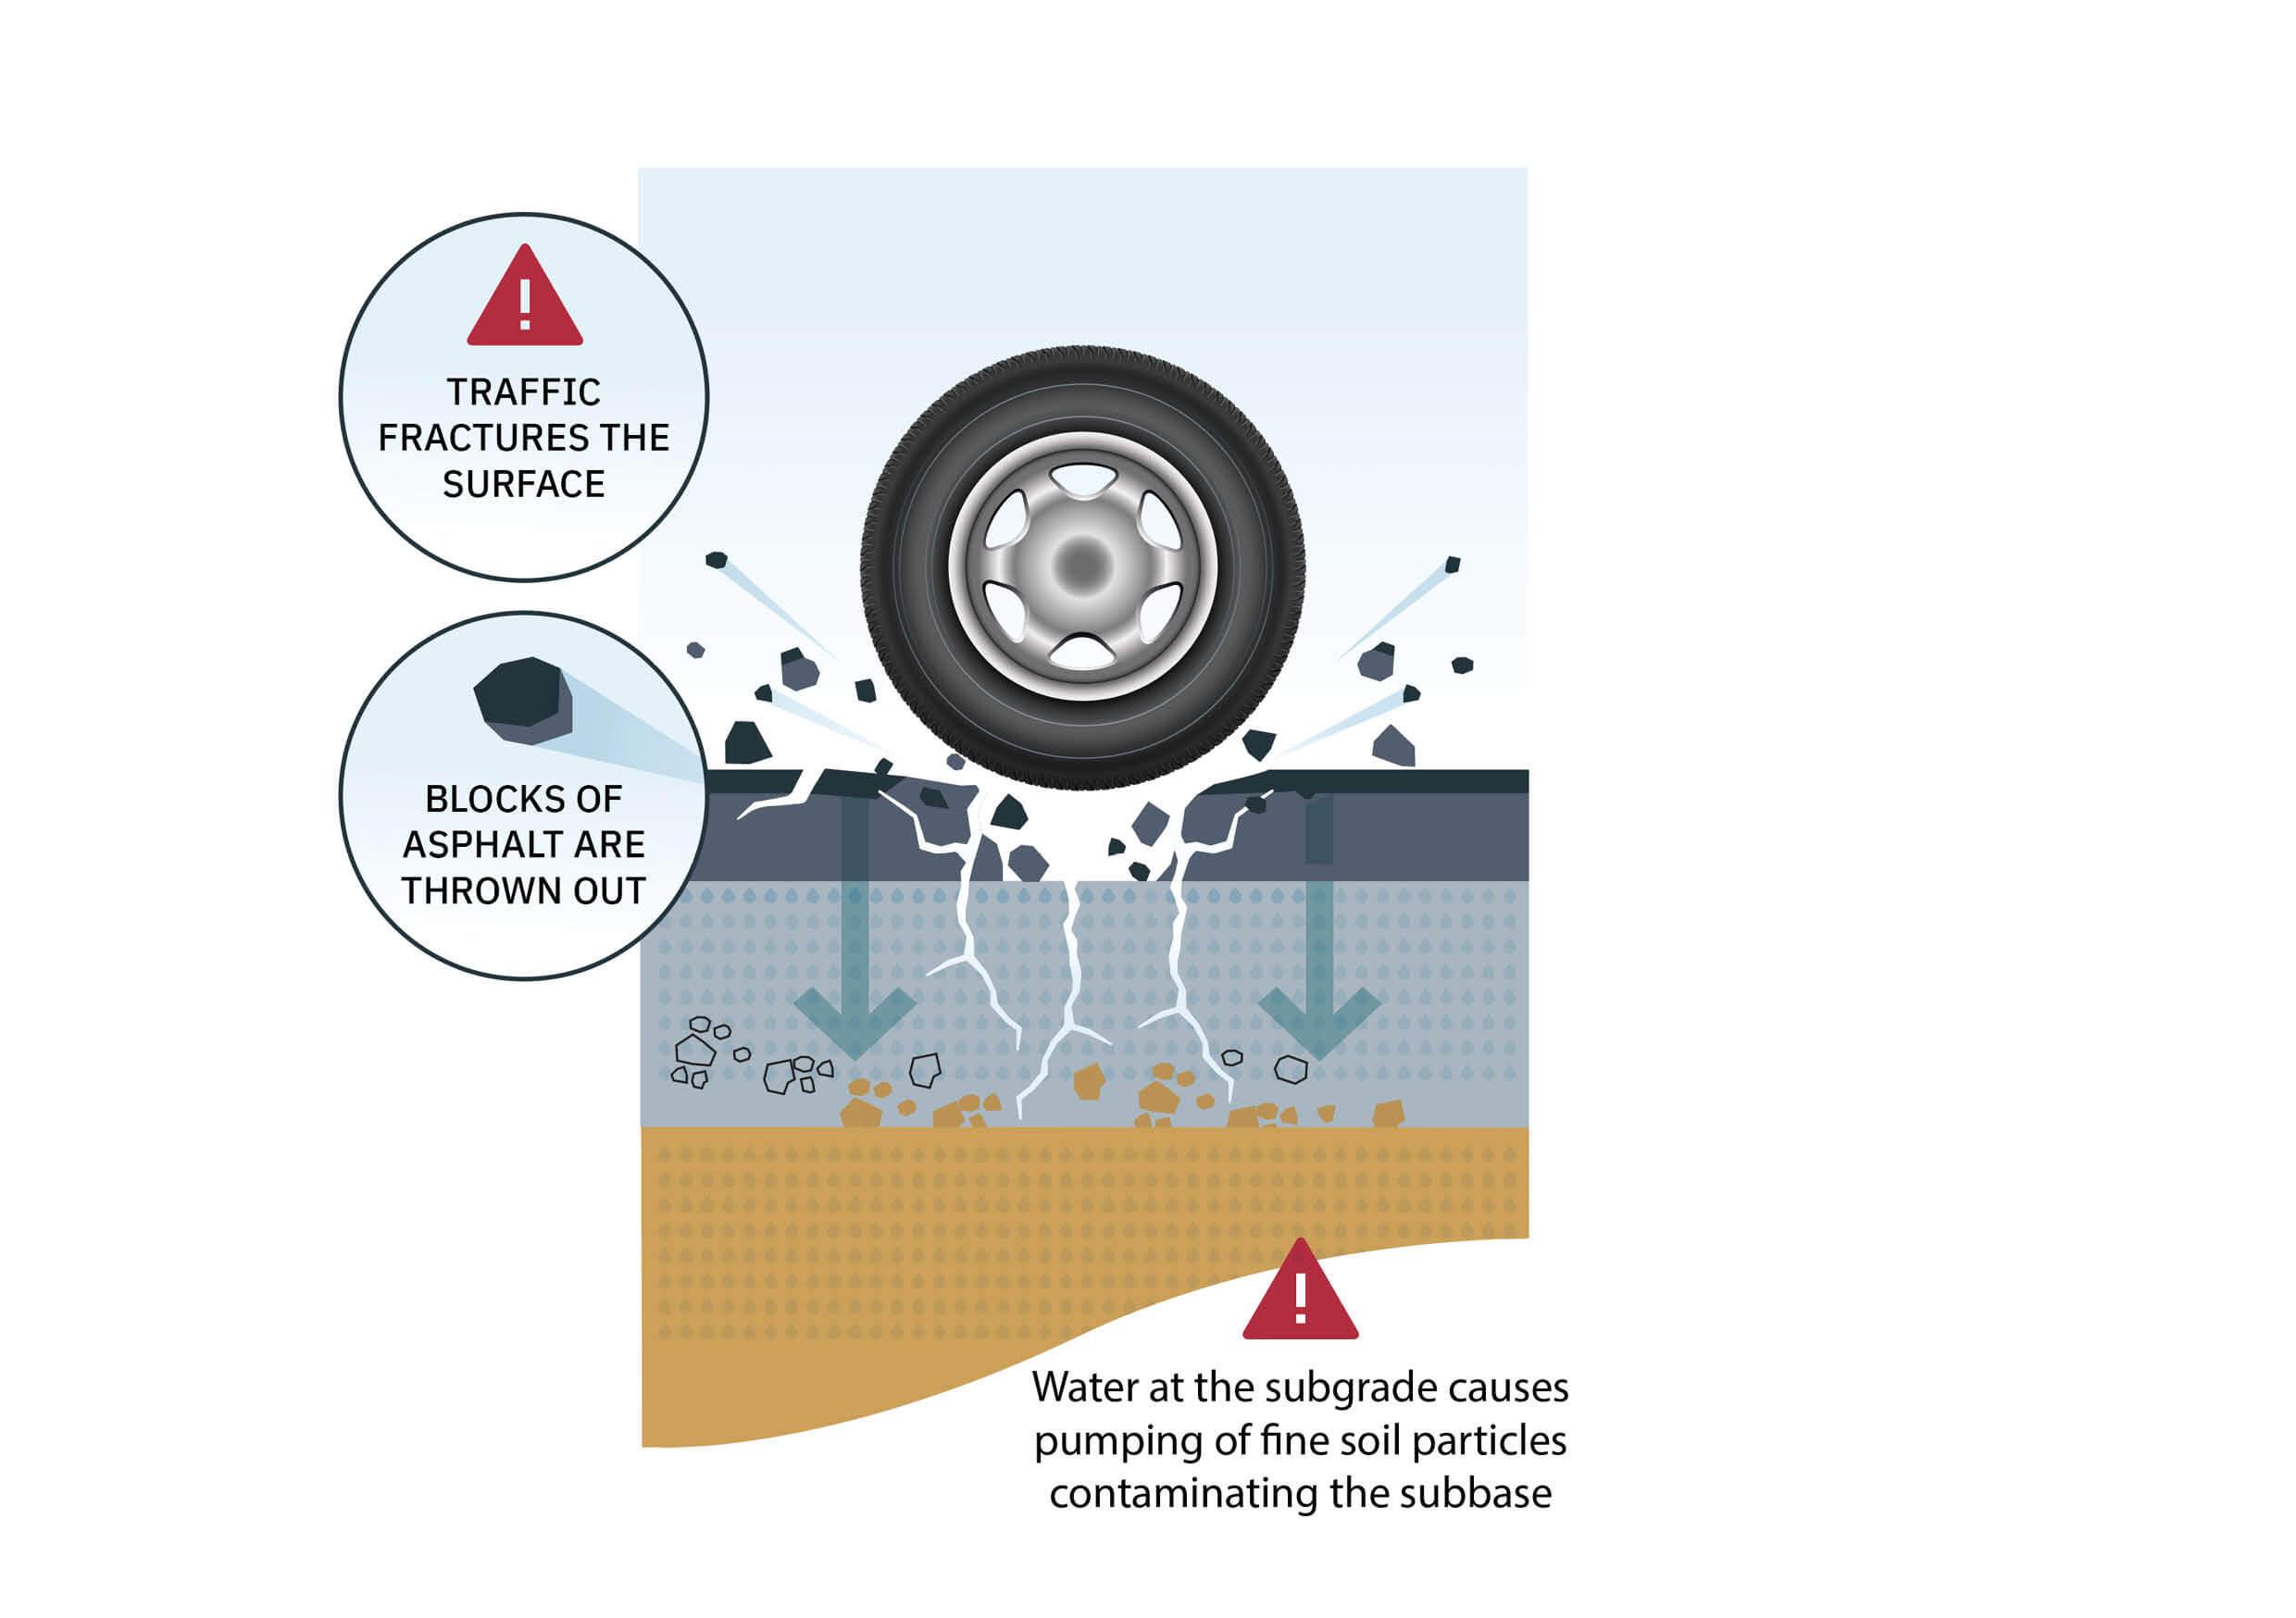 TRAFFIC
FRACTURES THE
SURFACE
BLOCKS OF
ASPHALT ARE
THROWN OUT
Water at the subgrade causes
pumping of fine soil particles
contaminating the subbase